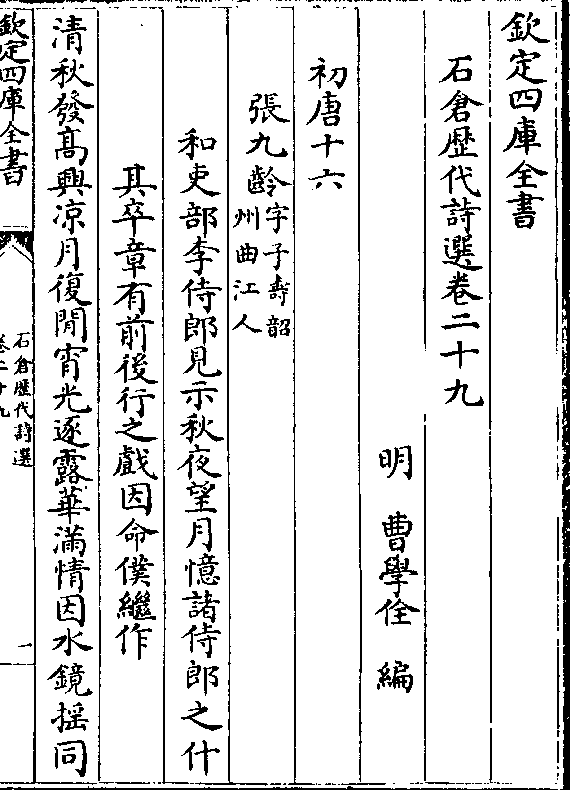 欽定四庫全書
石倉歴代詩選卷二十九
明 曹學佺 編
初唐十六
張九齡字子壽韶州曲江人
和吏部李侍郎見示秋夜望月憶諸侍郎之什
其卒章有前後行之戲因命僕繼作
清秋發髙興凉月復閒宵光逐露華滿情因水鏡揺同
欽定四庫全書
石倉歴代詩選
卷二十九
一